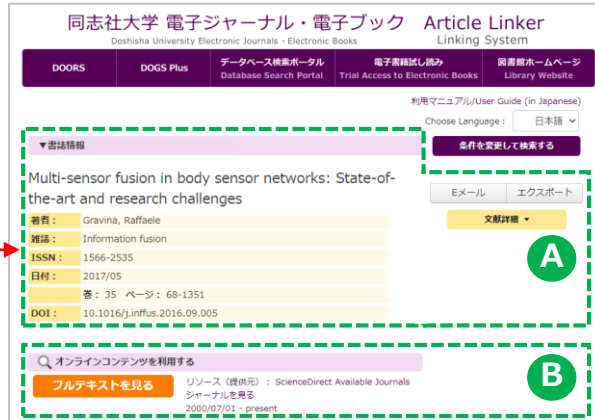 同志社大学 電子ジャーナル・電子ブック Article Linker
Doshisha University Electronic Journals - Electronic Books Linking System
DOORS
DOGS Plus
データベース検索ポータル
Database Search Portal
電子書籍試し読み
Trial Access to Electronic Books
図書館ホームページ
Library Website
利用マニュアル/User Guide (in Japanese)
Choose Language : 日本語
▼書誌情報
条件を変更して検索する
Multi-sensor fusion in body sensor networks: State-of-
the-art and research challenges
Eメール エクスポート
文献詳細 ▾
著者： Gravina, Raffaele
雑誌： Information fusion
ISSN： 1566-2535
日付： 2017/05
巻： 35 ページ： 68-1351
DOI： 10.1016/j.inffus.2016.09.005
A
オンラインコンテンツを利用する
フルテキストを見る
リソース（提供元）： ScienceDirect Available Journals
ジャーナルを見る
2000/07/01 - present
B